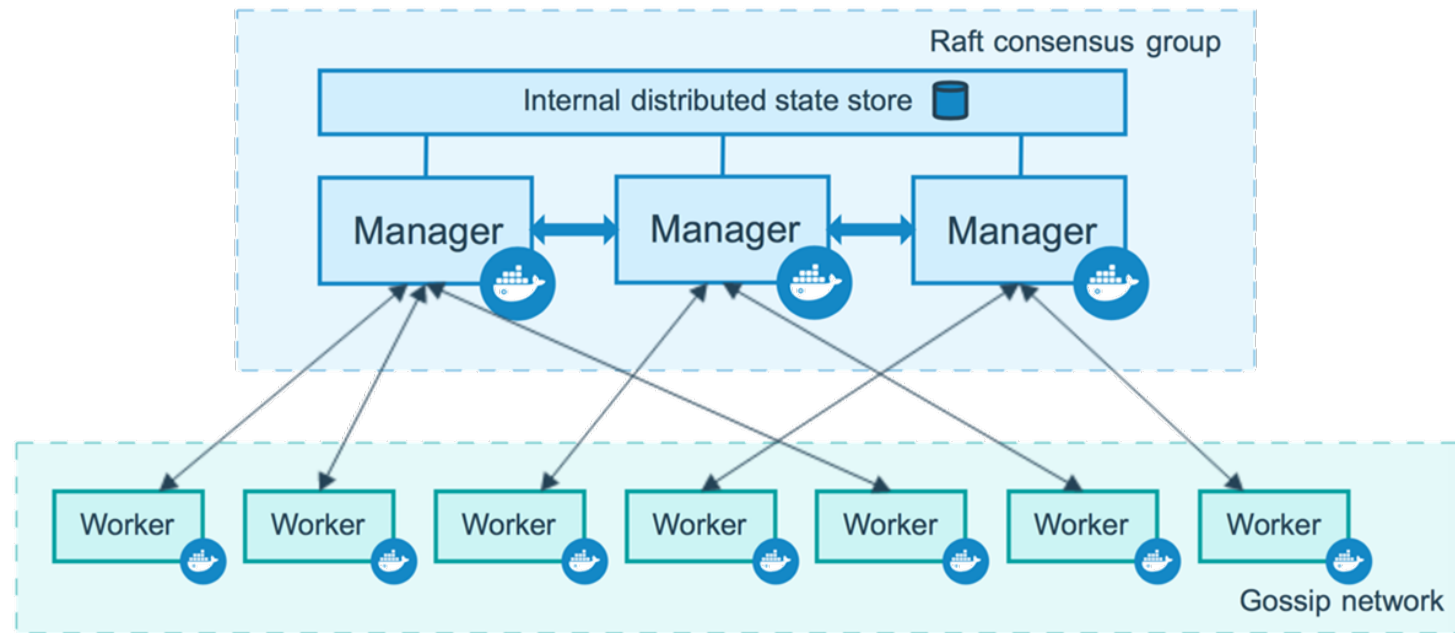 Raft consensus group
Internal distributed state store
Manager
Manager
Manager
Worker
Worker
Worker
Worker
Worker
Worker
Worker
Gossip network